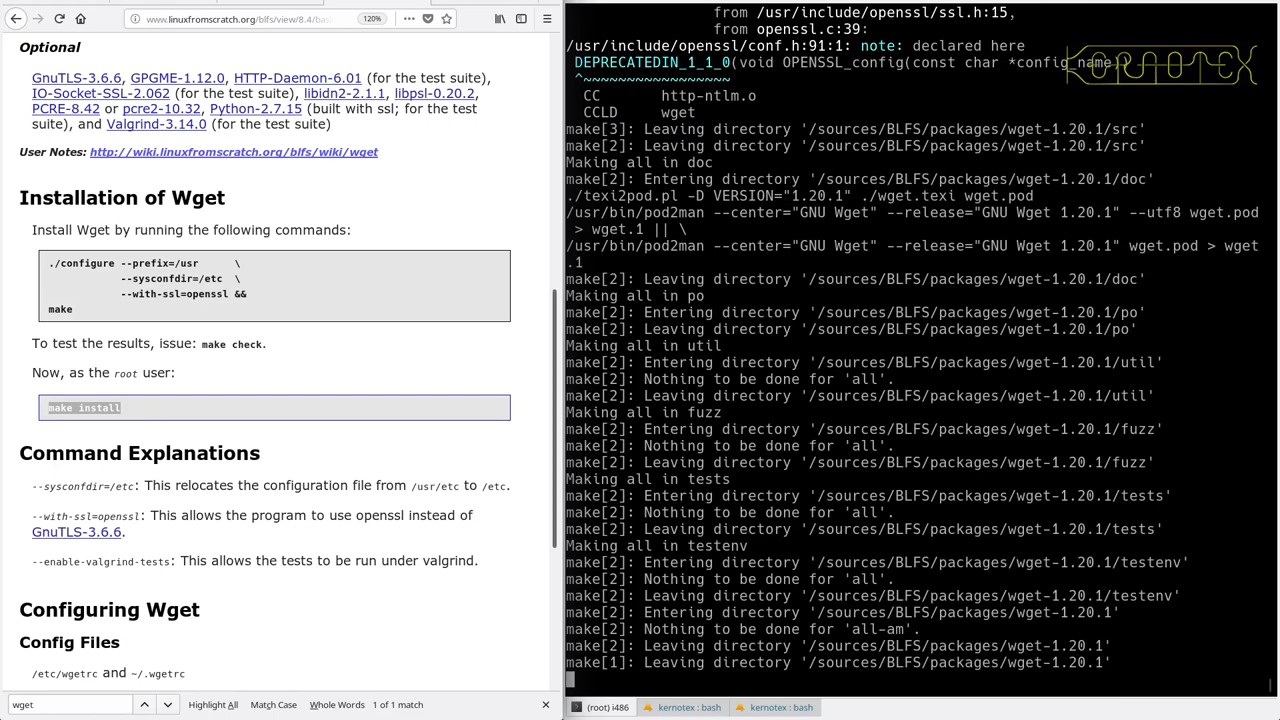 www.linuxfromscratch.org/blfs/view/8.4/bas
120%
Optional
GnuTLS-3.6.6, GPGME-1.12.0, HTTP-Daemon-6.01 (for the test suite),
IO-Socket-SSL-2.062 (for the test suite), libidn2-2.1.1, libpsl-0.20.2,
PCRE-8.42 or pcre2-10.32, Python-2.7.15 (built with ssl; for the test
suite), and Valgrind-3.14.0 (for the test suite)
User Notes: http://wiki.linuxfromscratch.org/blfs/wiki/wget
Installation of Wget
Install Wget by running the following commands:
./configure --prefix=/usr \
--sysconfdir=/etc \
--with-ssl=openssl &&
make
To test the results, issue: make check.
Now, as the root user:
make install
Command Explanations
--sysconfdir=/etc: This relocates the configuration file from /usr/etc to /etc.
--with-ssl=openssl: This allows the program to use openssl instead of
GnuTLS-3.6.6.
--enable-valgrind-tests: This allows the tests to be run under valgrind.
Configuring Wget
Config Files
/etc/wgetrc and ~/.wgetrc
wget
Highlight All
Match Case
Whole Words
1 of 1 match
from /usr/include/openssl/ssl.h:15,
from openssl.c:39:
/usr/include/openssl/conf.h:91:1: note: declared here
DEPRECATEDIN_1_1_0(void OPENSSL_config(const char *config_name))
^~~~~~~~~~~~~~~~~~
CC http-ntlm.o
CCLD wget
make[3]: Leaving directory '/sources/BLFS/packages/wget-1.20.1/src'
make[2]: Leaving directory '/sources/BLFS/packages/wget-1.20.1/src'
Making all in doc
make[2]: Entering directory '/sources/BLFS/packages/wget-1.20.1/doc'
./texi2pod.pl -D VERSION="1.20.1" ./wget.texi wget.pod
/usr/bin/pod2man --center="GNU Wget" --release="GNU Wget 1.20.1" --utf8 wget.pod
> wget.1 || \
/usr/bin/pod2man --center="GNU Wget" --release="GNU Wget 1.20.1" wget.pod > wget
.1
make[2]: Leaving directory '/sources/BLFS/packages/wget-1.20.1/doc'
Making all in po
make[2]: Entering directory '/sources/BLFS/packages/wget-1.20.1/po'
make[2]: Leaving directory '/sources/BLFS/packages/wget-1.20.1/po'
Making all in util
make[2]: Entering directory '/sources/BLFS/packages/wget-1.20.1/util'
make[2]: Nothing to be done for 'all'.
make[2]: Leaving directory '/sources/BLFS/packages/wget-1.20.1/util'
Making all in fuzz
make[2]: Entering directory '/sources/BLFS/packages/wget-1.20.1/fuzz'
make[2]: Nothing to be done for 'all'.
make[2]: Leaving directory '/sources/BLFS/packages/wget-1.20.1/fuzz'
Making all in tests
make[2]: Entering directory '/sources/BLFS/packages/wget-1.20.1/tests'
make[2]: Nothing to be done for 'all'.
make[2]: Leaving directory '/sources/BLFS/packages/wget-1.20.1/tests'
Making all in testenv
make[2]: Entering directory '/sources/BLFS/packages/wget-1.20.1/testenv'
make[2]: Nothing to be done for 'all'.
make[2]: Leaving directory '/sources/BLFS/packages/wget-1.20.1/testenv'
make[2]: Entering directory '/sources/BLFS/packages/wget-1.20.1'
make[2]: Nothing to be done for 'all-am'.
make[2]: Leaving directory '/sources/BLFS/packages/wget-1.20.1'
make[1]: Leaving directory '/sources/BLFS/packages/wget-1.20.1'
KERNOTEX
(root) i486
kernotex : bash
kernotex : bash